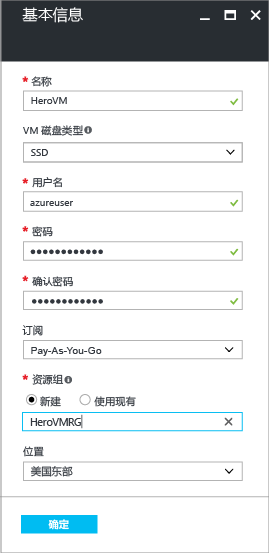 基本信息
* 名称
HeroVM
VM 磁盘类型
SSD
* 用户名
azureuser
* 密码
••••••••••••
* 确认密码
••••••••••••
订阅
Pay-As-You-Go
* 资源组
新建 使用现有
HeroVMRG
位置
美国东部
确定